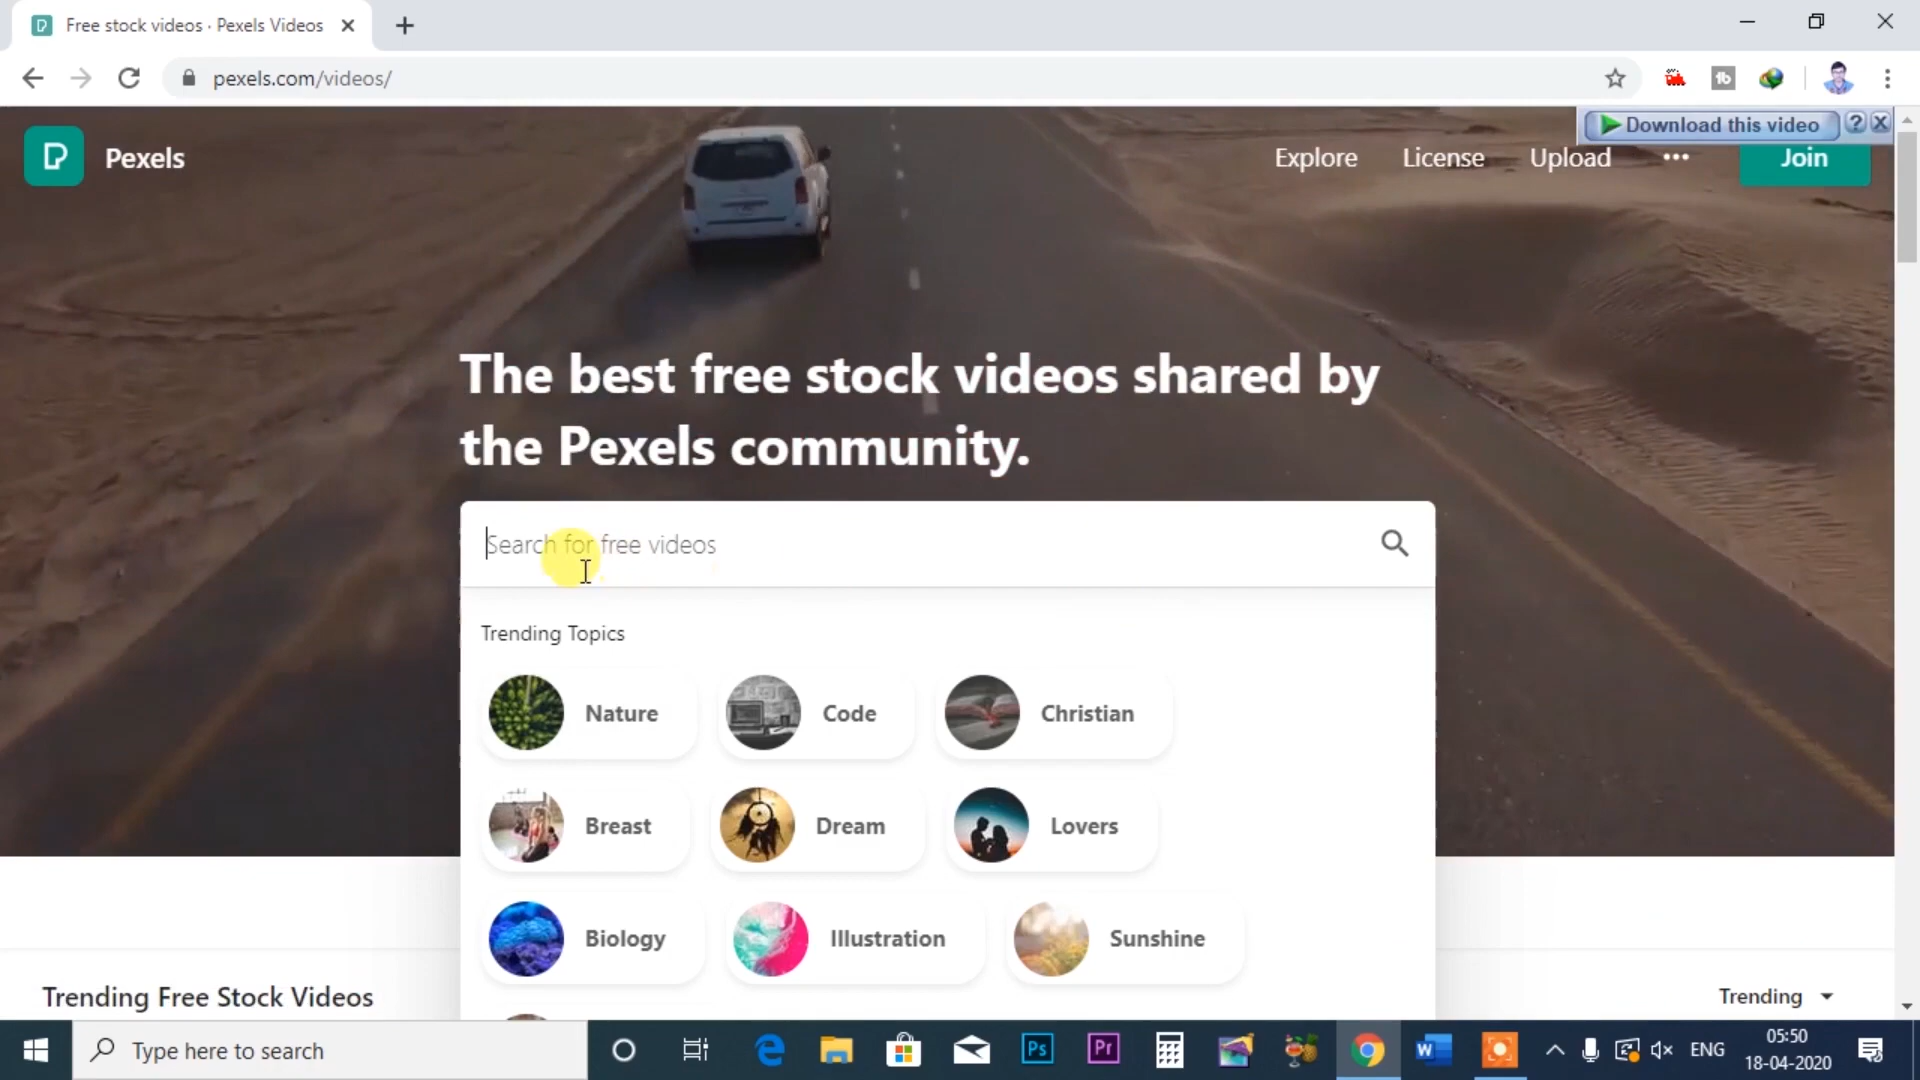 Free stock videos · Pexels Videos
pexels.com/videos/
Download this video ?
Pexels
Explore License Upload ••• Join
The best free stock videos shared by
the Pexels community.
Search for free videos
Trending Topics
Nature Code Christian
Breast Dream Lovers
Biology Illustration Sunshine
Trending Free Stock Videos
Trending
Type here to search
Ps
Pr
W
ENG
05:50
18-04-2020